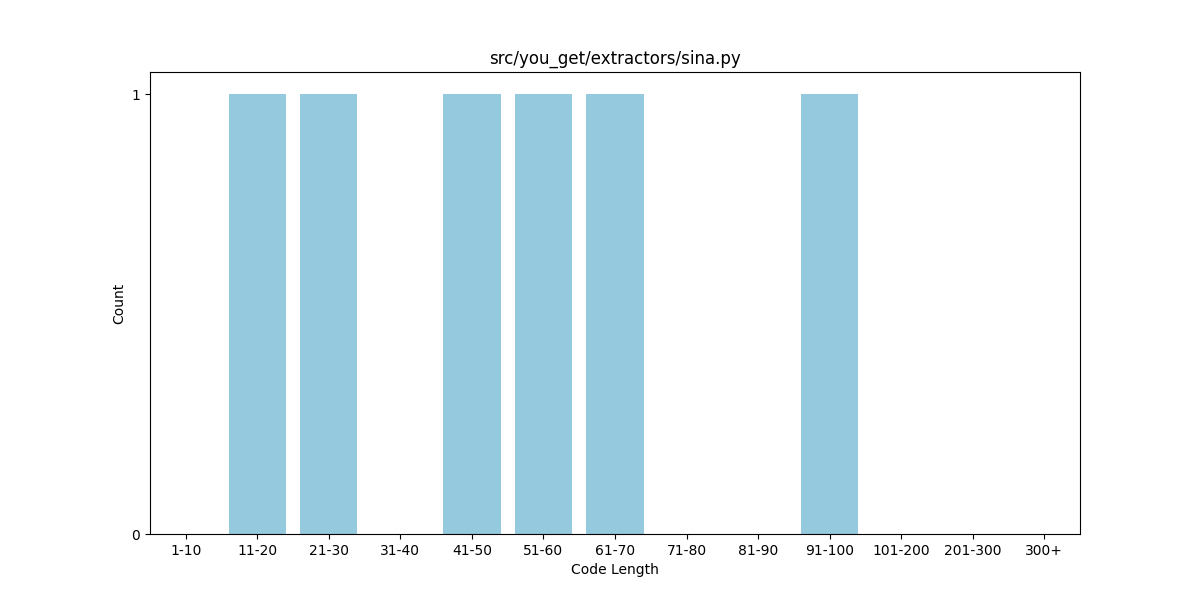 src/you_get/extractors/sina.py
1
Count
0
1-10 11-20 21-30 31-40 41-50 51-60 61-70 71-80 81-90 91-100 101-200 201-300 300+
Code Length